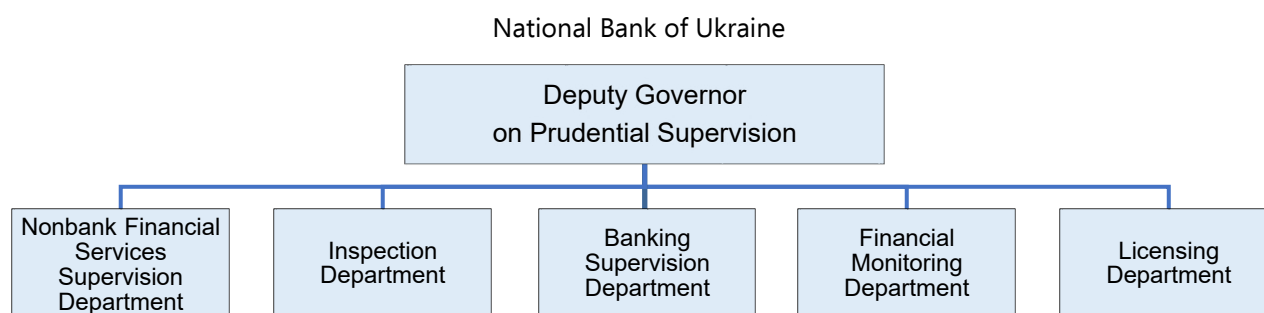 National Bank of Ukraine
Deputy Governor
on Prudential Supervision
Nonbank Financial
Services
Supervision
Department
Inspection
Department
Banking
Supervision
Department
Financial
Monitoring
Department
Licensing
Department